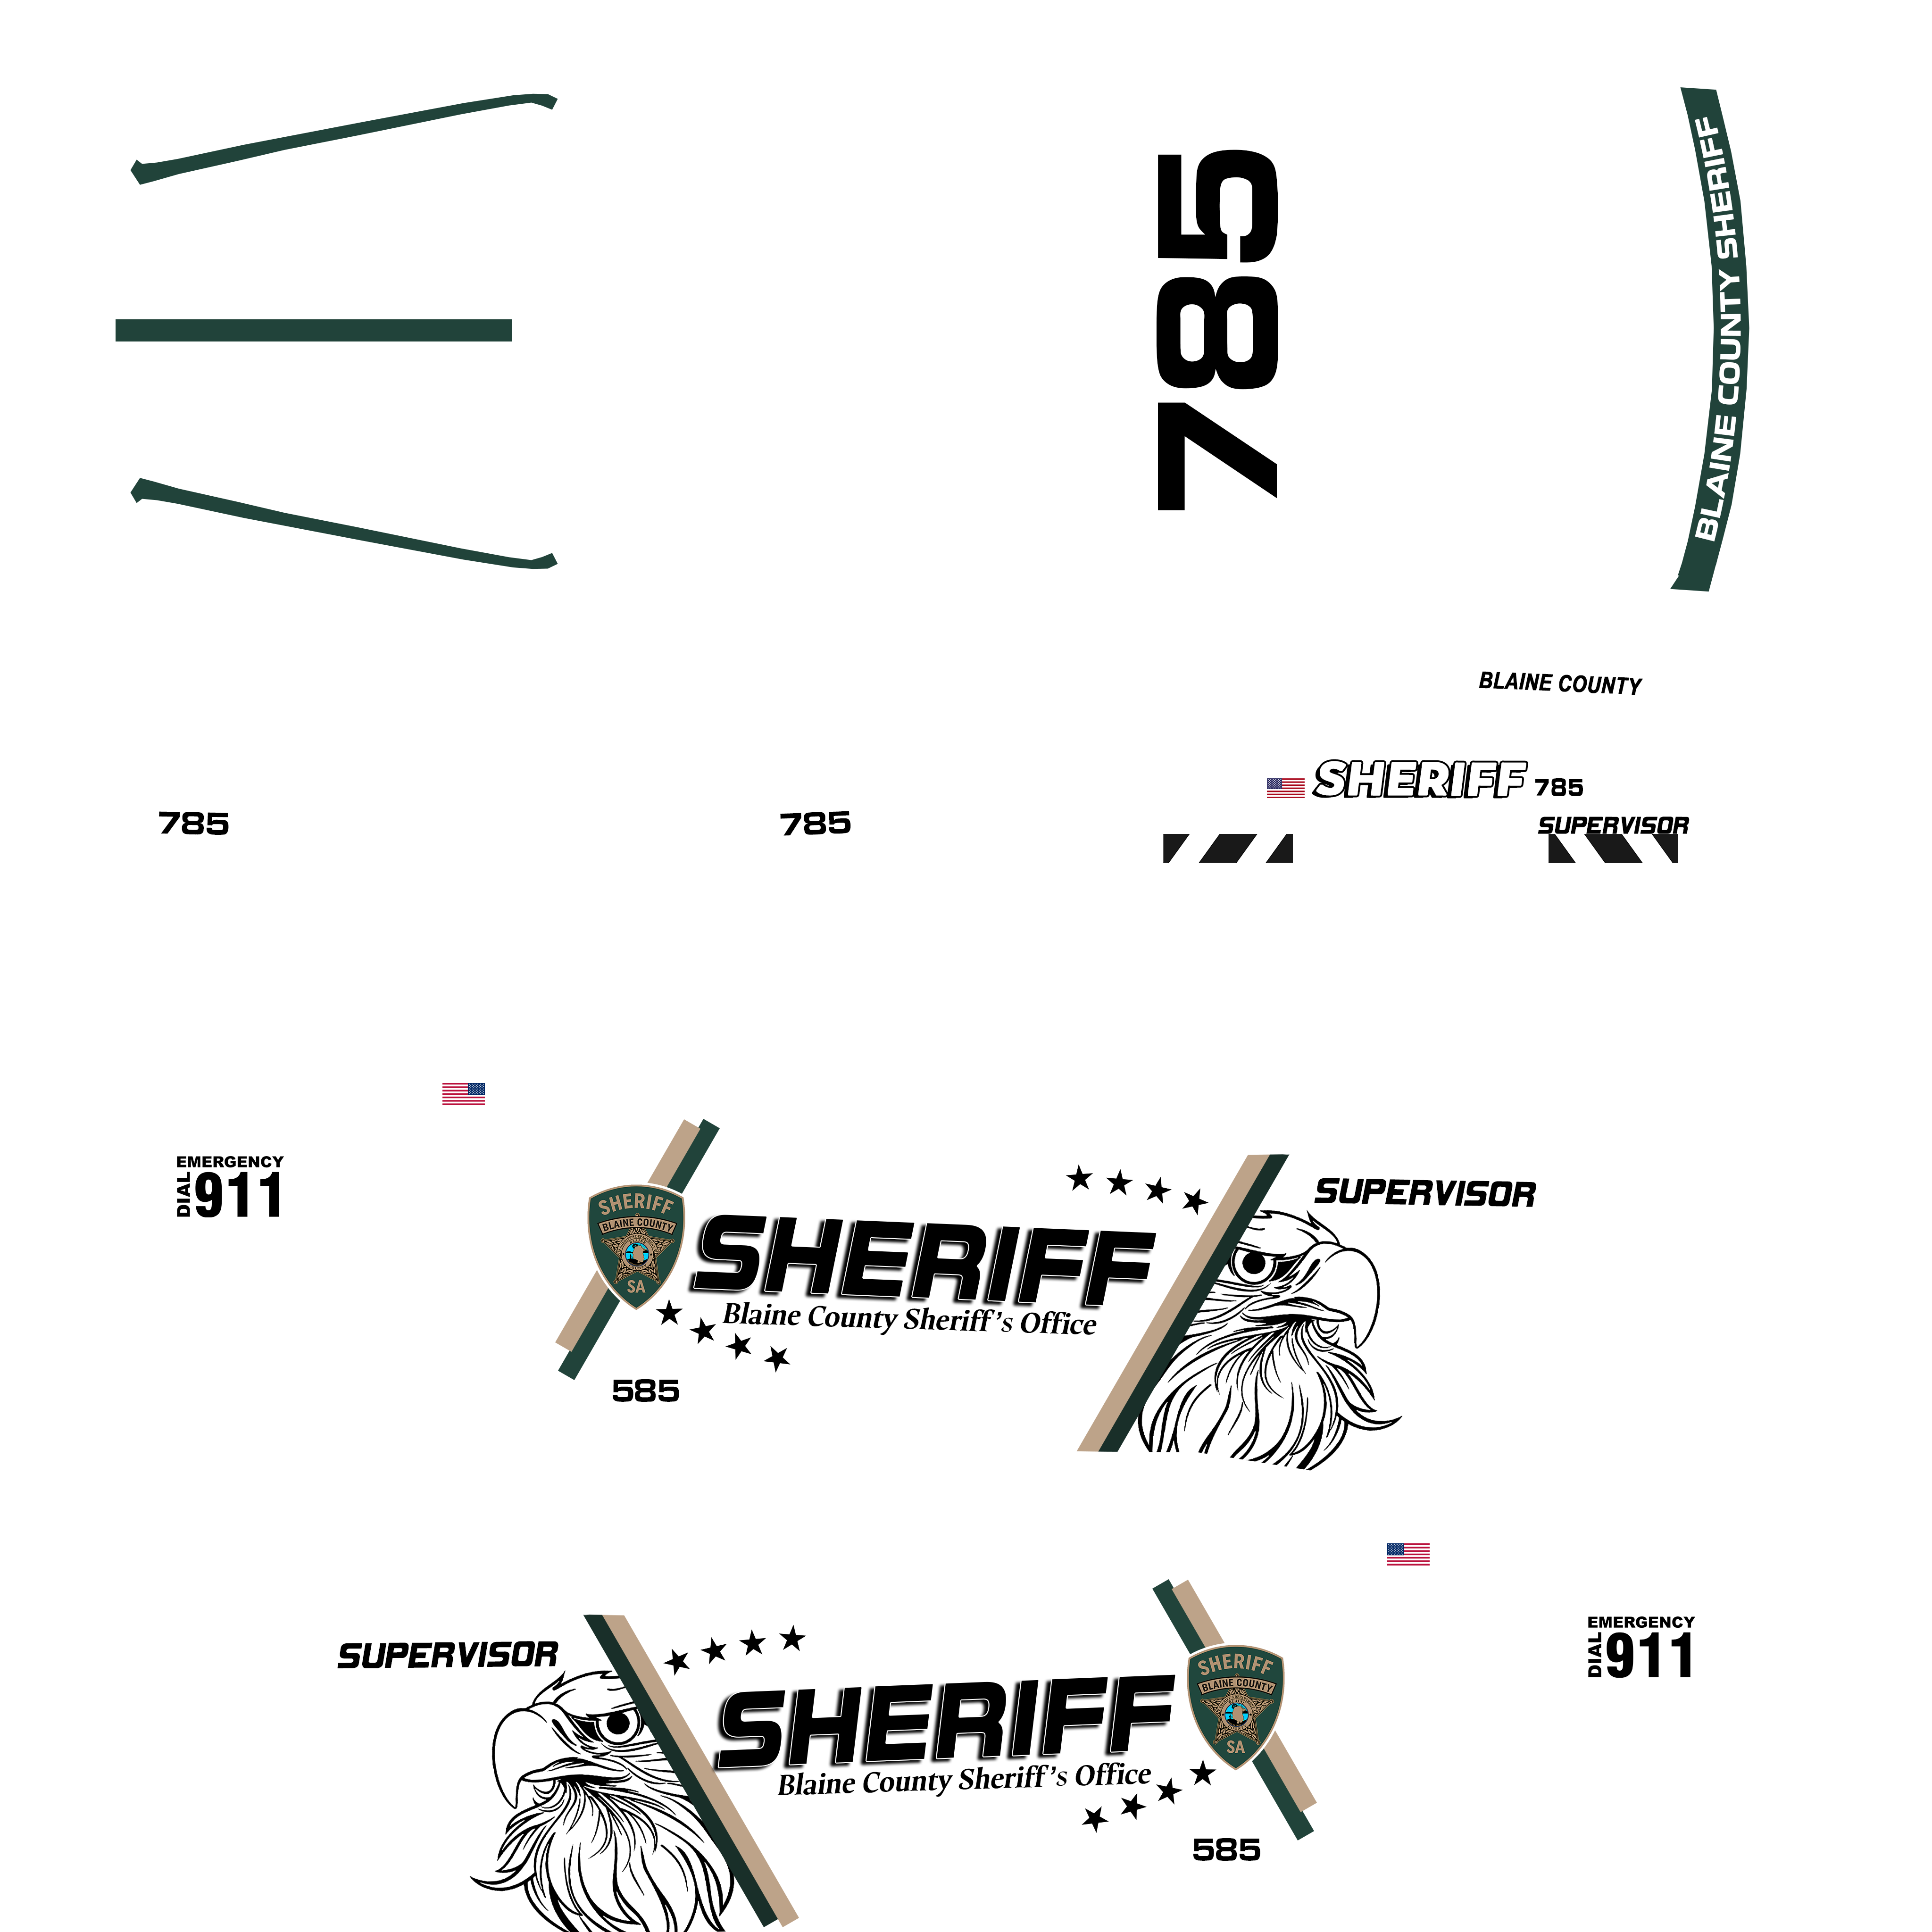 785
BLAINE COUNTY SHERIFF
BLAINE COUNTY
SHERIFF 785
SUPERVISOR
785
785
EMERGENCY
DIAL 911
SHERIFF
BLAINE COUNTY
SA
SHERIFF
Blaine County Sheriff's Office
585
SUPERVISOR
SUPERVISOR
SHERIFF
Blaine County Sheriff's Office
SHERIFF
BLAINE COUNTY
SA
585
EMERGENCY
DIAL 911